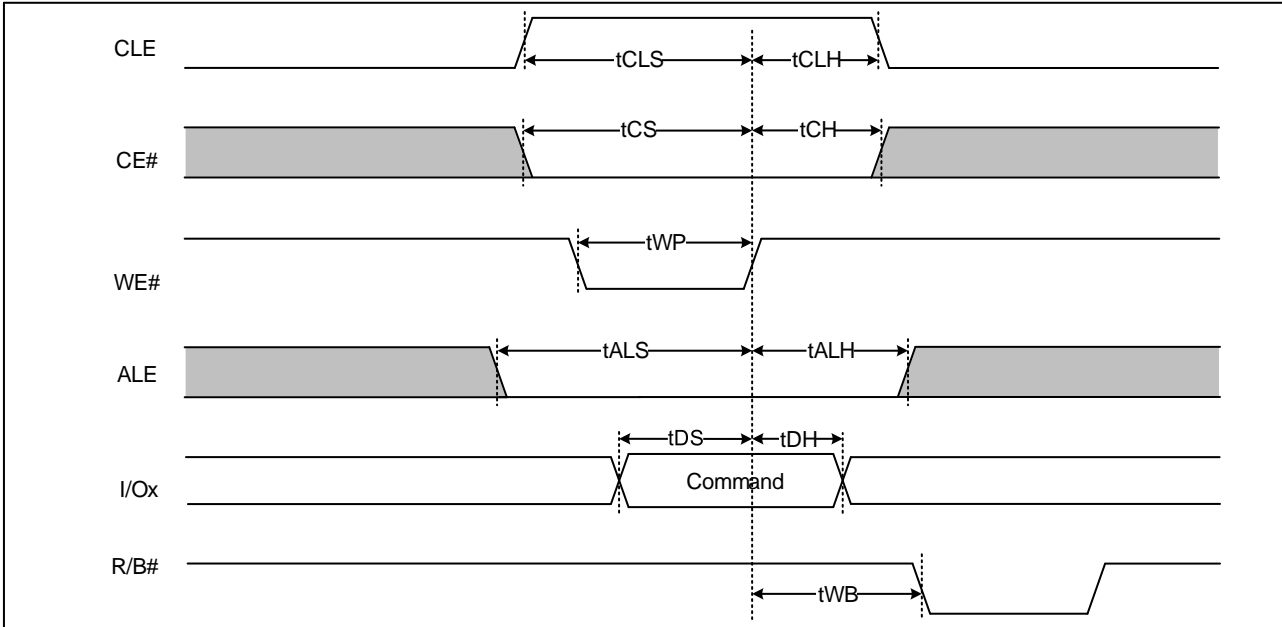 CLE
tCLS
tCLH
CE#
tCS
tCH
WE#
tWP
ALE
tALS
tALH
I/Ox
tDS
tDH
Command
R/B#
tWB